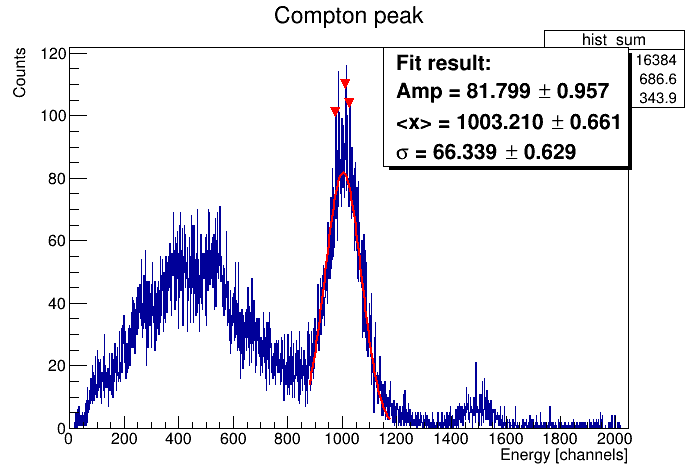 Compton peak
hist_sum
16384
686.6
343.9
Fit result:
Amp = 81.799 ± 0.957
<x> = 1003.210 ± 0.661
σ = 66.339 ± 0.629
Counts
120
100
80
60
40
20
0
0 200 400 600 800 1000 1200 1400 1600 1800 2000
Energy [channels]